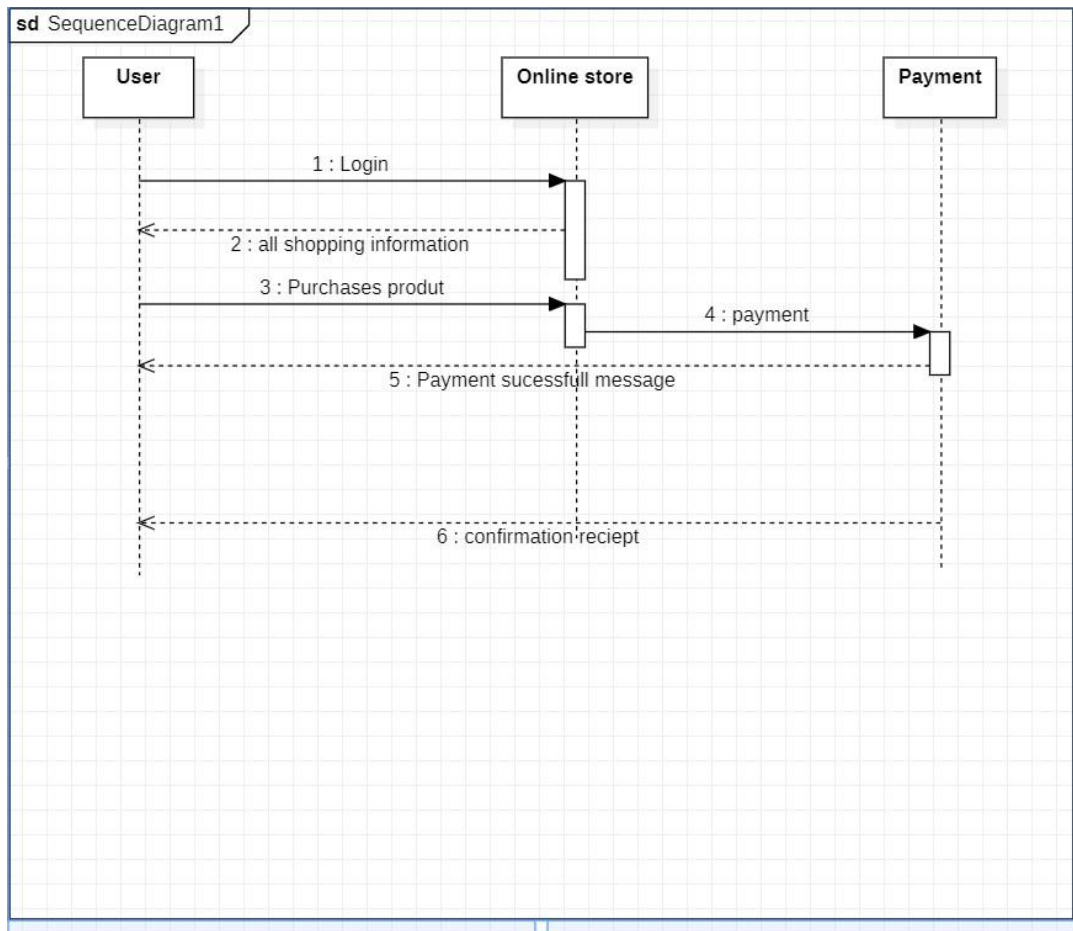 sd SequenceDiagram1
User
Online store
Payment
1 : Login
2 : all shopping information
3 : Purchases produt
4 : payment
5 : Payment sucessfull message
6 : confirmation reciept